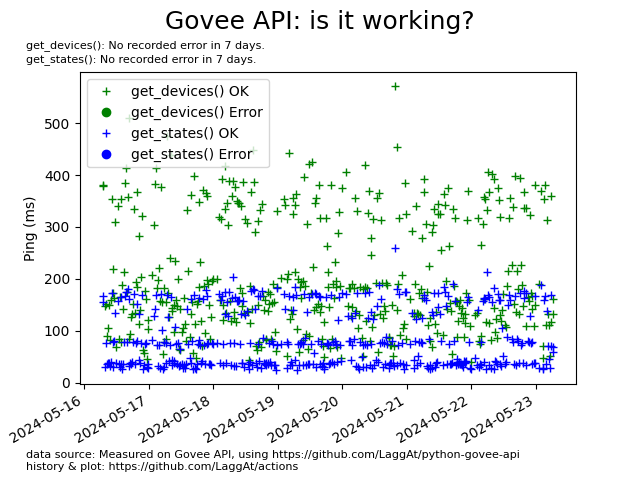 Govee API: is it working?
get_devices(): No recorded error in 7 days.
get_states(): No recorded error in 7 days.
get_devices() OK
get_devices() Error
get_states() OK
get_states() Error
Ping (ms)
500
400
300
200
100
0
2024-05-16
2024-05-17
2024-05-18
2024-05-19
2024-05-20
2024-05-21
2024-05-22
2024-05-23
data source: Measured on Govee API, using https://github.com/LaggAt/python-govee-api
history & plot: https://github.com/LaggAt/actions